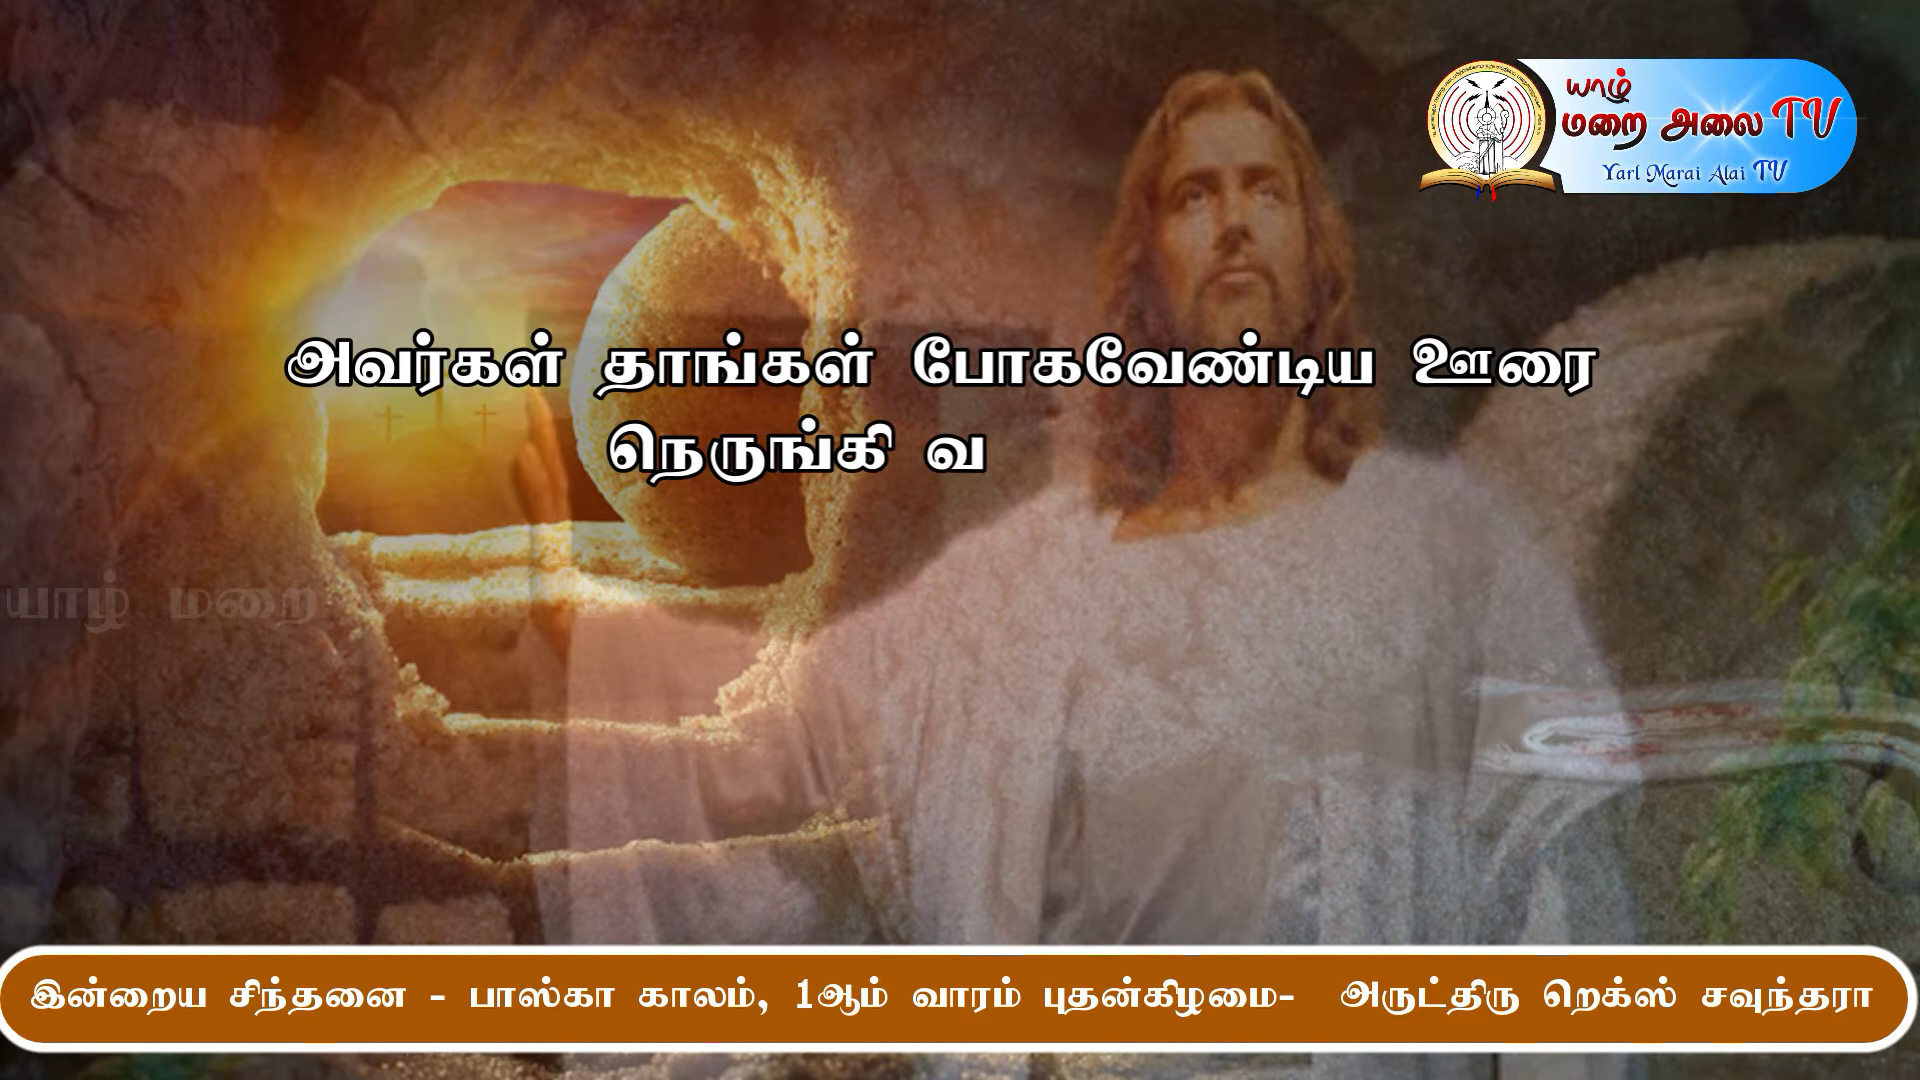 யாழ்
மறை அலை TV
Yarl Marai Alai TV
அவர்கள் தாங்கள் போகவேண்டிய ஊரை
நெருங்கி வ
யாழ் மறை
இன்றைய சிந்தனை - பாஸ்கா காலம், 1ஆம் வாரம் புதன்கிழமை- அருட்திரு றெக்ஸ் சவுந்தரா